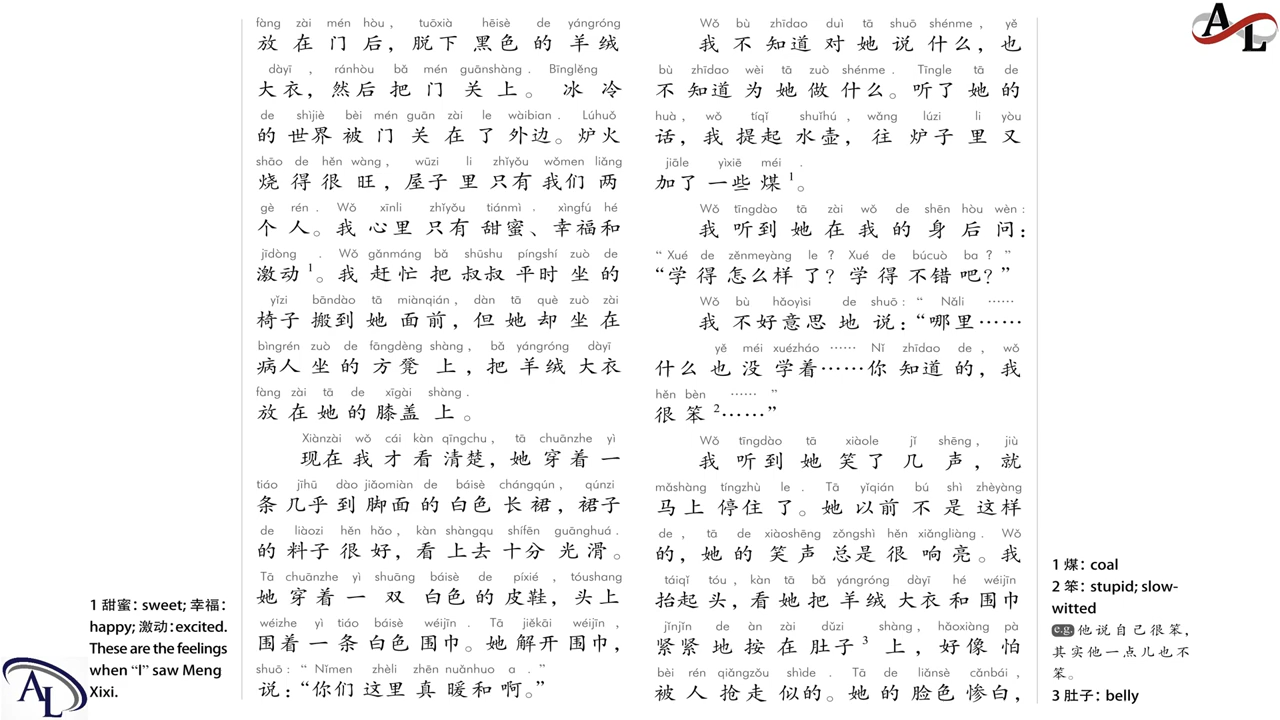 fàng zài mén hòu, tuōxià hēisè de yángróng
放在门后，脱下黑色的羊绒
dàyī, ránhòu bǎ mén guānshàng. Bīnglěng
大衣，然后把门关上。冰冷
de shìjiè bèi mén guān zài le wàibian. Lúhuǒ
的世界被门关在了外边。炉火
shāo de hěn wàng, wūzi li zhǐyǒu wǒmen liǎng
烧得很旺，屋子里只有我们两
gè rén. Wǒ xīnli zhǐyǒu tiánmì. xìngfú hé
个人。我心里只有甜蜜、幸福和
jīdòng. Wǒ gǎnmáng bǎ shūshu píngshí zuò de
激动1。我赶忙把叔叔平时坐的
yǐzi bāndào tā miànqián, dàn tā què zuò zài
椅子搬到她面前，但她却坐在
bìngrén zuò de fāngdèng shàng, bǎ yángróng dàyī
病人坐的方凳上，把羊绒大衣
fàng zài tā de xīgài shàng.
放在她的膝盖上。
Xiànzài wǒ cái kàn qīngchu, tā chuānzhe yì
现在我才看清楚，她穿着一
tiáo jīhū dào jiǎomiàn de báisè chángqún, qúnzi
条几乎到脚面的白色长裙，裙子
de liàozi hěn hǎo, kàn shàngqu shífēn guānghuá.
的料子很好，看上去十分光滑。
Tā chuānzhe yì shuāng báisè de píxié, tóushang
她穿着一双白色的皮鞋，头上
wéizhe yì tiáo báisè wéijīn. Tā jiěkāi wéijīn,
围着一条白色围巾。她解开围巾，
shuō: “Nǐmen zhèli zhēn nuǎnhuo a.”
说：“你们这里真暖和啊。”
1 甜蜜: sweet; 幸福:
happy; 激动:excited.
These are the feelings
when “I” saw Meng
Xixi.
AL
Wǒ bù zhīdao duì tā shuō shénme, yě
我不知道对她说什么，也
bù zhīdao wèi tā zuò shénme. Tīngle tā de
不知道为她做什么。听了她的
huà, wǒ tíqǐ shuǐhú, wǎng lúzi li yòu
话，我提起水壶，往炉子里又
jiāle yìxiē méi.
加了一些煤1。
Wǒ tīngdào tā zài wǒ de shēn hòu wèn:
我听到她在我的身后问：
“Xué de zěnmeyàng le? Xué de búcuò ba?”
“学得怎么样了？学得不错吧？”
Wǒ bù hǎoyìsi de shuō: “Nǎli ……
我不好意思地说：“哪里……
yě méi xuézháo …… Nǐ zhīdao de, wǒ
什么也没学着……你知道的，我
hěn bèn ……”
很笨2……”
Wǒ tīngdào tā xiàole jǐ shēng, jiù
我听到她笑了几声，就
mǎshàng tíngzhù le. Tā yǐqián bú shì zhèyàng
马上停住了。她以前不是这样
de, tā de xiàoshēng zǒngshì hěn xiǎngliàng. Wǒ
的，她的笑声总是很响亮。我
táiqǐ tóu, kàn tā bǎ yángróng dàyī hé wéijīn
抬起头，看她把羊绒大衣和围巾
jǐnjǐn de àn zài dǔzi shàng, hǎoxiàng pà
紧紧地按在肚子3上，好像怕
bèi rén qiǎngzǒu shìde. Tā de liǎnsè cǎnbái,
被人抢走似的。她的脸色惨白，
AL
1 煤: coal
2 笨: stupid; slow-
witted
e.g. 他说自己很笨，
其实他一点儿也不
笨。
3 肚子: belly